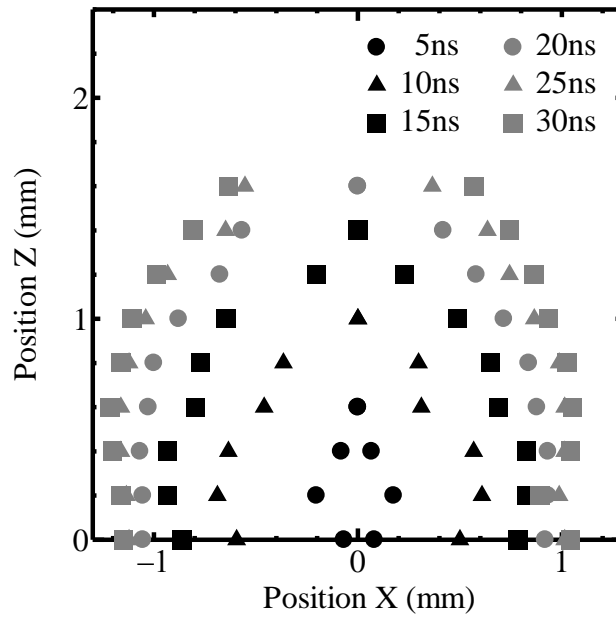 5ns 20ns
10ns 25ns
15ns 30ns
2
1
0
−1 0 1
Position X (mm)
Position Z (mm)